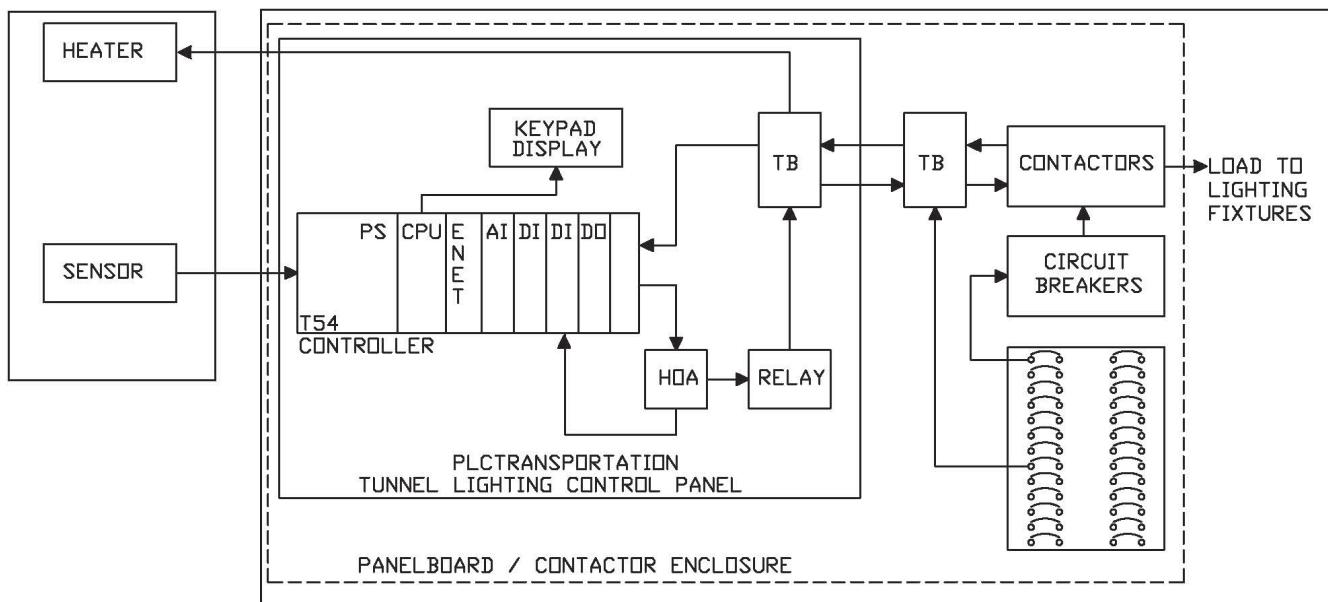 HEATER
SENSOR
KEYPAD
DISPLAY
PS
CPU
ENET
AI
DI
DI
DO
T54
CONTROLLER
HOA
RELAY
TB
TB
CONTACTORS
LOAD TO
LIGHTING
FIXTURES
CIRCUIT
BREAKERS
PLCTRANSPORTATION
TUNNEL LIGHTING CONTROL PANEL
PANELBOARD / CONTACTOR ENCLOSURE